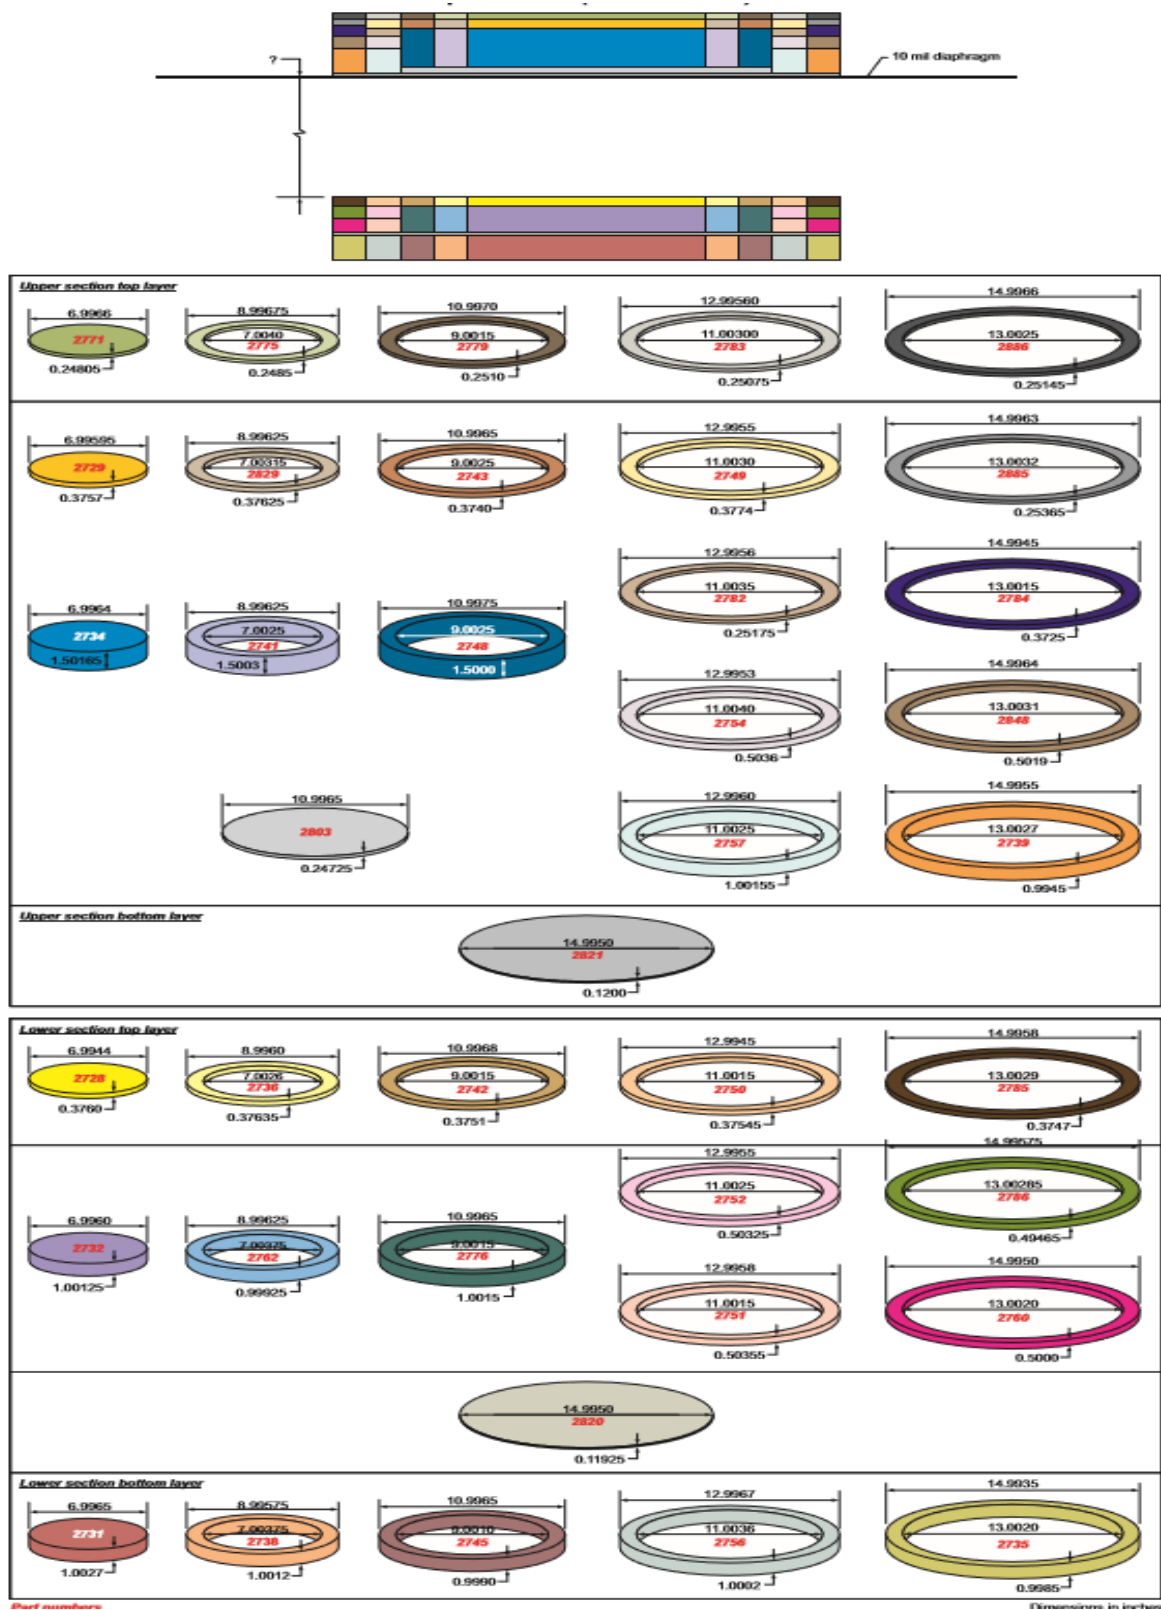 ?
10 mil diaphragm
Upper section top layer
6.9966 8.99675 10.9970 12.99560 14.9966
2771 7.0040 9.0015 11.00300 13.0025
2775 2779 2783 2886
0.24805 0.2485 0.2510 0.25075 0.25145
6.99595 8.99625 10.9965 12.9955 14.9963
2729 7.00315 9.0025 11.0030 13.0032
2829 2743 2749 2885
0.3757 0.37625 0.3740 0.3774 0.25365
12.9956 14.9945
11.0035 13.0015
2782 2784
0.25175 0.3725
6.9964 8.99625 10.9975
2734 7.0025 9.0025
2741 2748
1.50165 1.5003 1.5000
12.9953 14.9964
11.0040 13.0031
2754 2848
0.5036 0.5019
10.9965 12.9960 14.9955
2803 11.0025 13.0027
2757 2739
0.24725 1.00155 0.9945
Upper section bottom layer
14.9950
2821
0.1200
Lower section top layer
6.9944 8.9960 10.9968 12.9945 14.9958
2728 7.0026 9.0015 11.0015 13.0029
2736 2742 2750 2785
0.3760 0.37635 0.3751 0.37545 0.3747
12.9955 14.99575
11.0025 13.00285
2752 2786
0.50325 0.49465
6.9960 8.99625 10.9965
2732 7.00375 9.0015
2762 2776
1.00125 0.99925 1.0015
12.9958 14.9950
11.0015 13.0020
2751 2760
0.50355 0.5000
14.9950
2820
0.11925
Lower section bottom layer
6.9965 8.99575 10.9965 12.9967 14.9935
2731 7.00375 9.0010 11.0036 13.0020
2738 2745 2756 2735
1.0027 1.0012 0.9990 1.0002 0.9985
Part numbers
Dimensions in inches